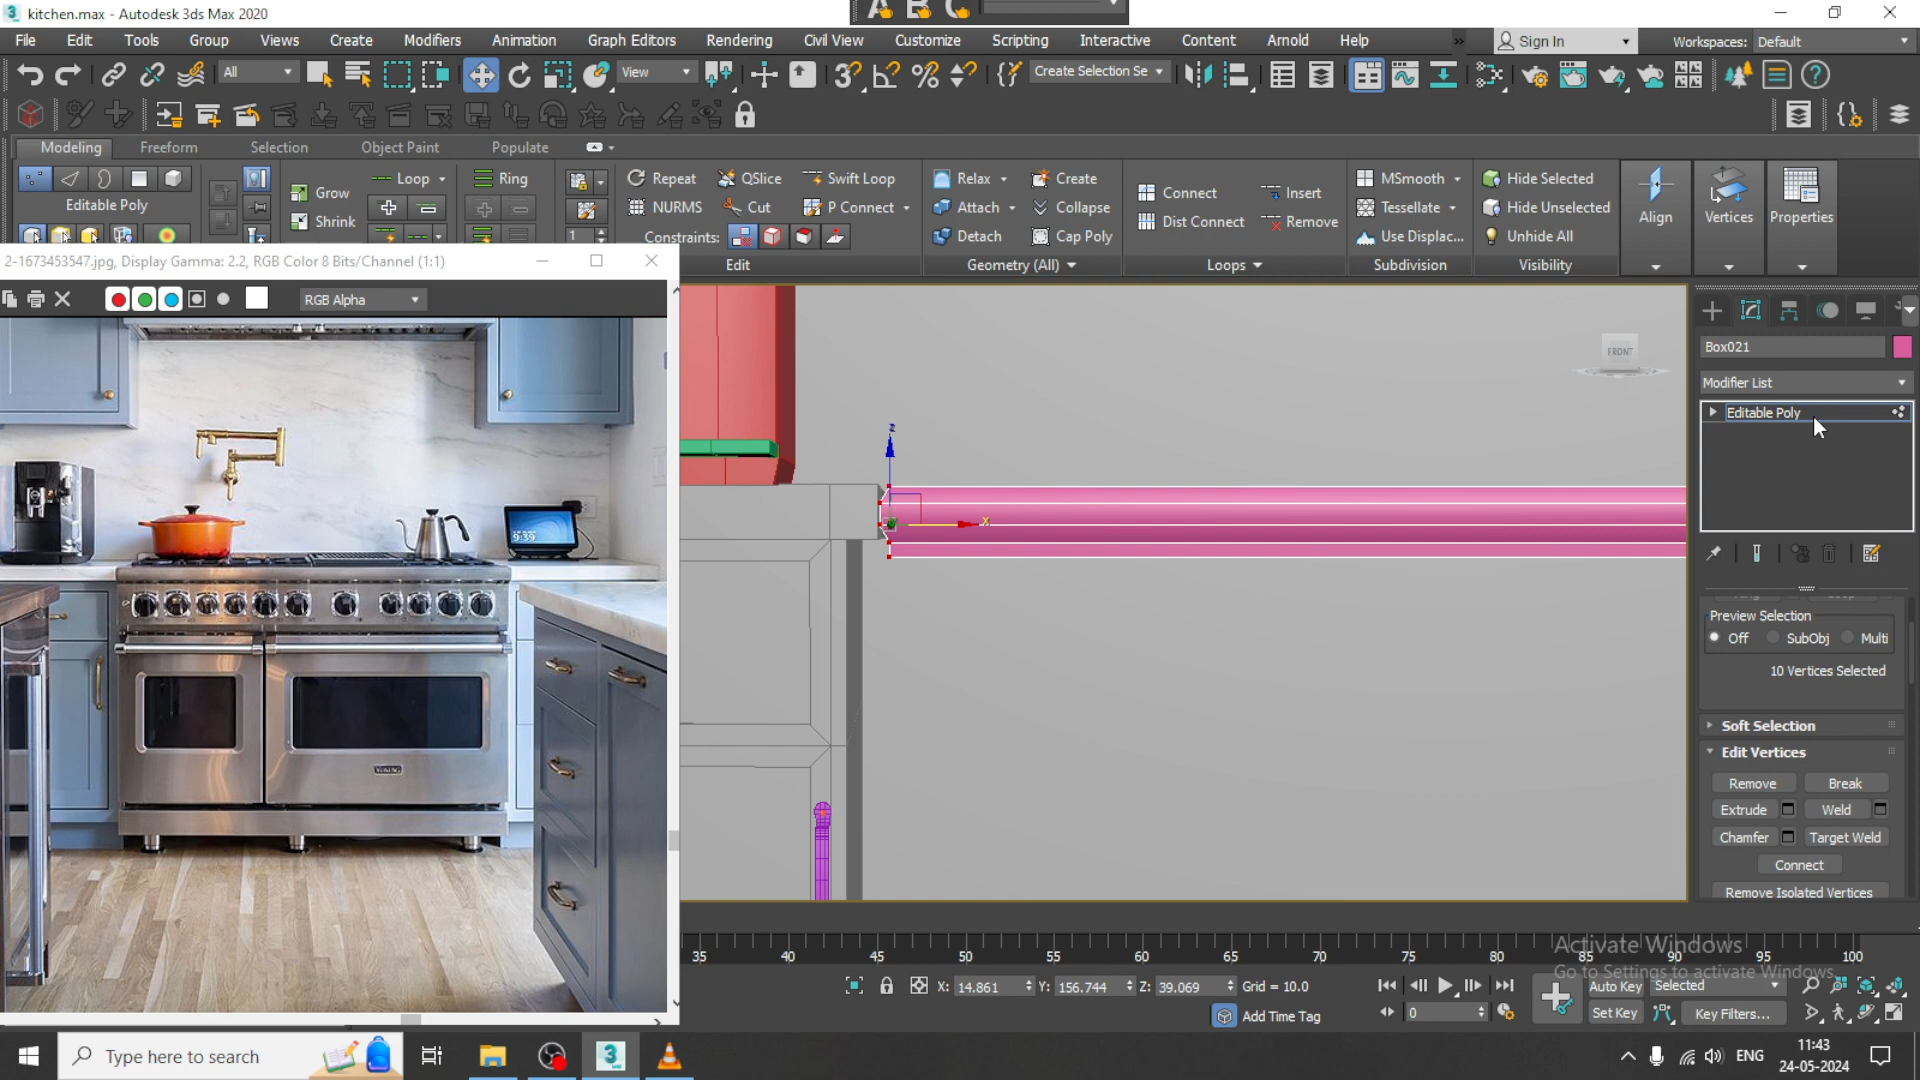 kitchen.max - Autodesk 3ds Max 2020
File Edit Tools Group Views Create Modifiers Animation Graph Editors Rendering Civil View Customize Scripting Interactive Content Arnold Help
Sign In
Workspaces: Default
All
View
Create Selection Se
Modeling Freeform Selection Object Paint Populate
Loop Ring
Repeat QSlice Swift Loop
Relax Create
MSmooth Hide Selected
Grow
Connect Insert
Editable Poly
NURMS Cut P Connect
Attach Collapse
Tessellate Hide Unselected
Align Vertices Properties
Shrink
Dist Connect Remove
1
Constraints:
Detach Cap Poly
Use Displac... Unhide All
Edit Geometry (All) Loops Subdivision Visibility
2-1673453547.jpg, Display Gamma: 2.2, RGB Color 8 Bits/Channel (1:1)
RGB Alpha
9:39
VIKING
FRONT
z
x
Box021
Modifier List
Editable Poly
Preview Selection
Off SubObj Multi
10 Vertices Selected
Soft Selection
Edit Vertices
Remove Break
Extrude Weld
Chamfer Target Weld
Connect
Remove Isolated Vertices
35 40 45 50 55 60 65 70 75 80 85 90 95 100
Activate Windows
Go to Settings to activate Windows.
X: 14.861 Y: 156.744 Z: 39.069 Grid = 10.0
Auto Key Selected
Add Time Tag
0
Set Key Key Filters...
Type here to search
ENG
11:43
24-05-2024